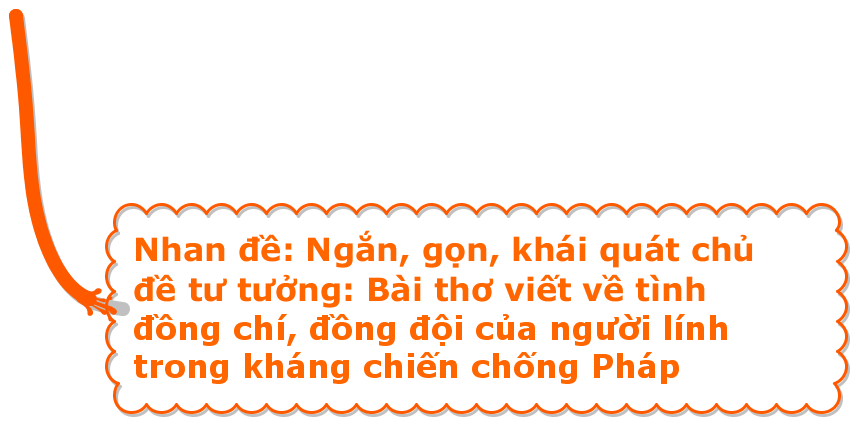 Nhan đề: Ngắn, gọn, khái quát chủ
đề tư tưởng: Bài thơ viết về tình
đồng chí, đồng đội của người lính
trong kháng chiến chống Pháp